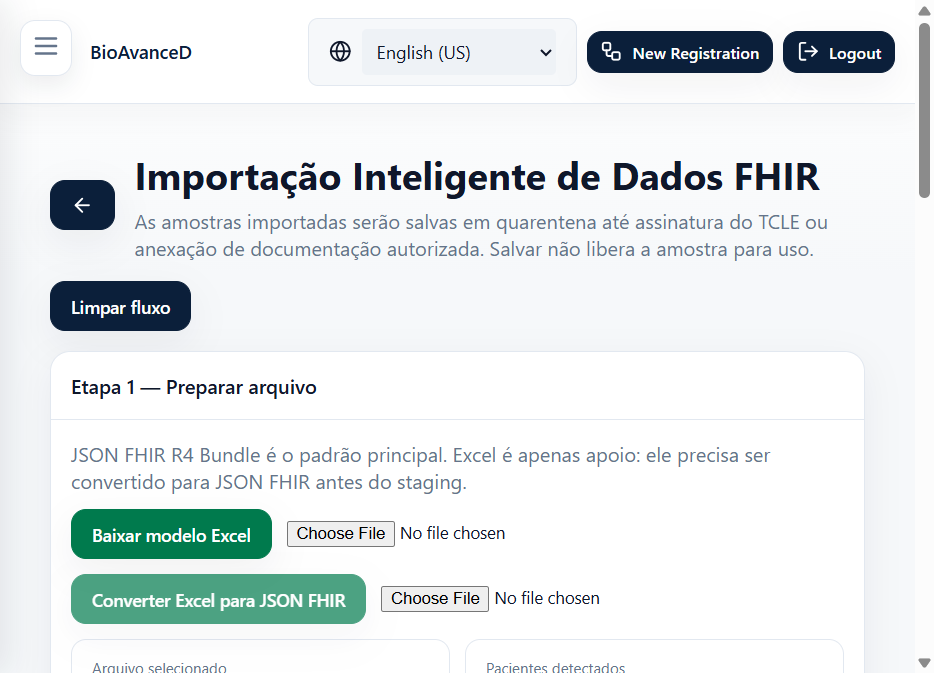 BioAvanceD
English (US)
New Registration
Logout
Importação Inteligente de Dados FHIR
As amostras importadas serão salvas em quarentena até assinatura do TCLE ou
anexação de documentação autorizada. Salvar não libera a amostra para uso.
Limpar fluxo
Etapa 1 — Preparar arquivo
JSON FHIR R4 Bundle é o padrão principal. Excel é apenas apoio: ele precisa ser
convertido para JSON FHIR antes do staging.
Baixar modelo Excel
Choose File No file chosen
Converter Excel para JSON FHIR
Choose File No file chosen
Arquivo selecionado
Pacientes detectados